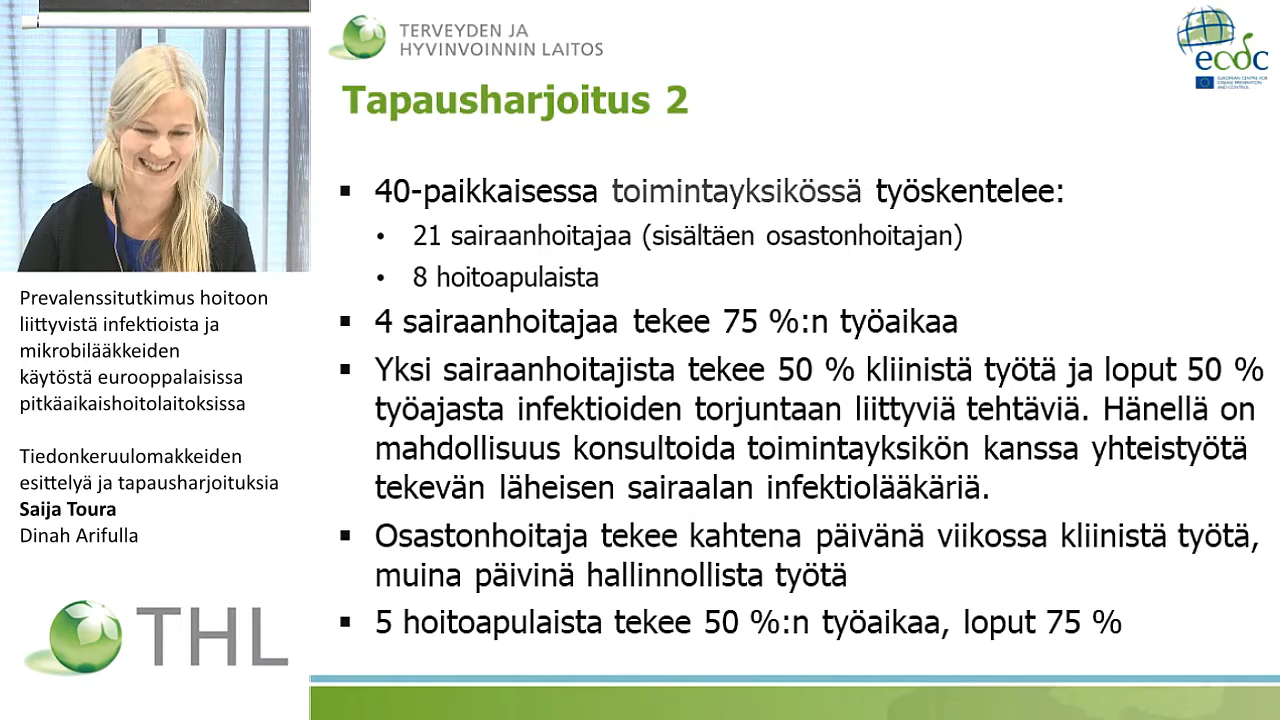 TERVEYDEN JA
HYVINVOINNIN LAITOS
ecdc
EUROPEAN CENTRE FOR
DISEASE PREVENTION
AND CONTROL
Tapausharjoitus 2
40-paikkaisessa toimintayksikössä työskentelee:
21 sairaanhoitajaa (sisältäen osastonhoitajan)
8 hoitoapulaista
4 sairaanhoitajaa tekee 75 %:n työaikaa
Yksi sairaanhoitajista tekee 50 % kliinistä työtä ja loput 50 %
työajasta infektioiden torjuntaan liittyviä tehtäviä. Hänellä on
mahdollisuus konsultoida toimintayksikön kanssa yhteistyötä
tekevän läheisen sairaalan infektiolääkäriä.
Osastonhoitaja tekee kahtena päivänä viikossa kliinistä työtä,
muina päivinä hallinnollista työtä
5 hoitoapulaista tekee 50 %:n työaikaa, loput 75 %
Prevalenssitutkimus hoitoon
liittyvistä infektioista ja
mikrobilääkkeiden
käytöstä eurooppalaisissa
pitkäaikaishoitolaitoksissa
Tiedonkeruulomakkeiden
esittelyä ja tapausharjoituksia
Saija Toura
Dinah Arifulla
THL